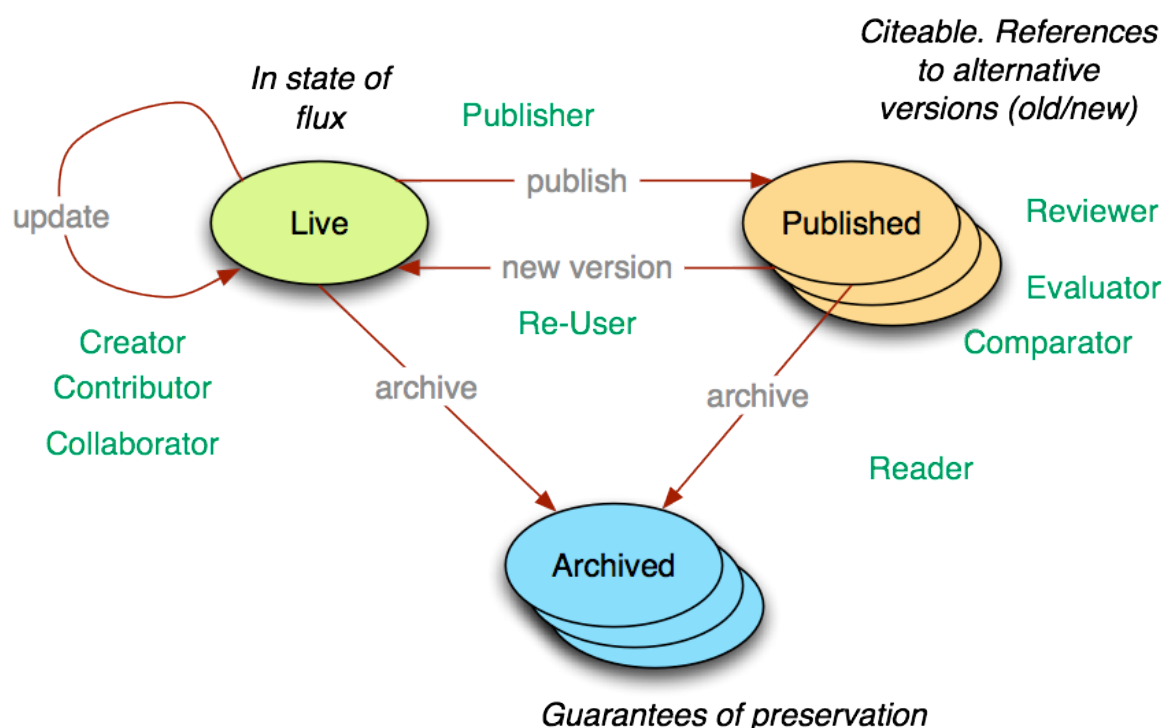 Citeable. References
to alternative
versions (old/new)
In state of
flux
Publisher
publish
update
Live
Published
Reviewer
new version
Evaluator
Re-User
Comparator
Creator
Contributor
Collaborator
archive
archive
Reader
Archived
Guarantees of preservation